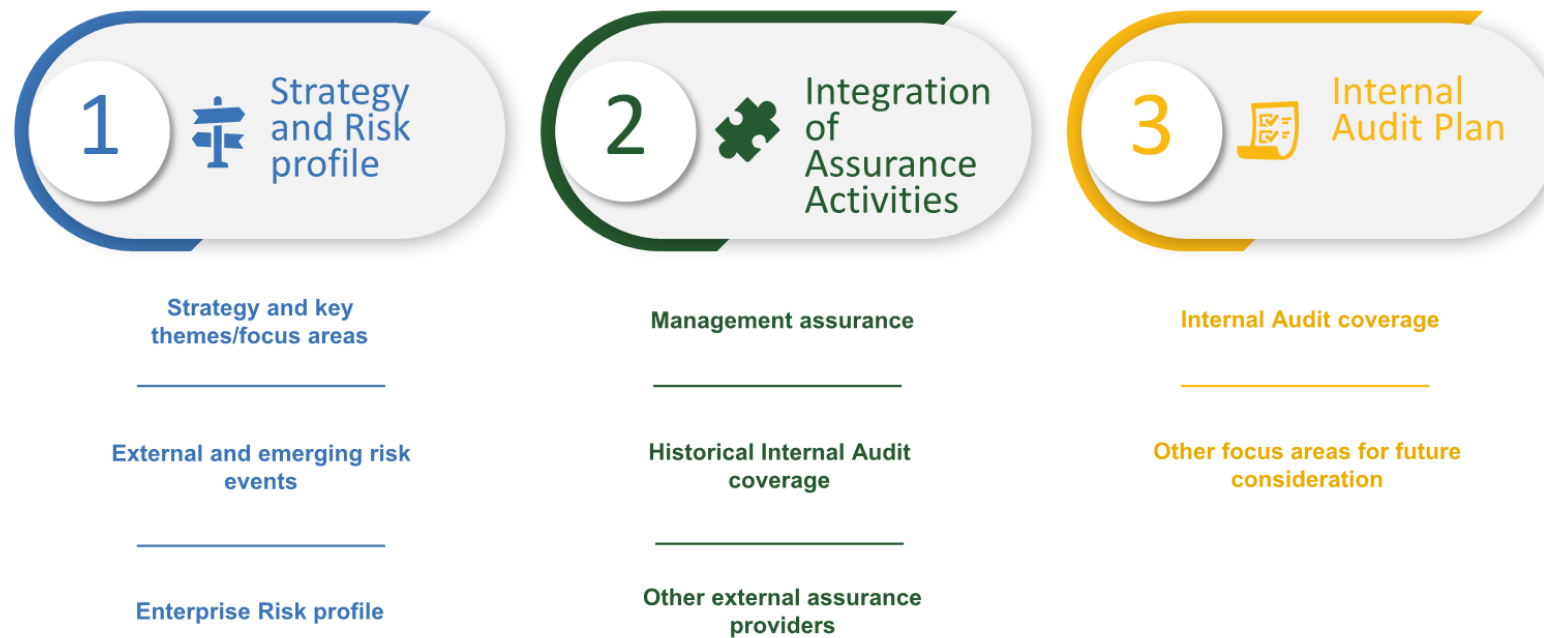 1
Strategy
and Risk
profile
Strategy and key
themes/focus areas
External and emerging risk
events
Enterprise Risk profile
2
Integration
of
Assurance
Activities
Management assurance
Historical Internal Audit
coverage
Other external assurance
providers
3
Internal
Audit Plan
Internal Audit coverage
Other focus areas for future
consideration